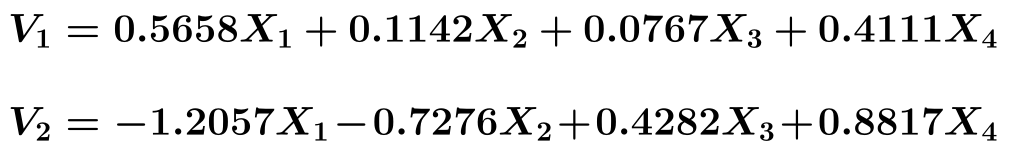 V₁ = 0.5658X₁ + 0.1142X₂ + 0.0767X₃ + 0.4111X₄
V₂ = −1.2057X₁−0.7276X₂+0.4282X₃+0.8817X₄